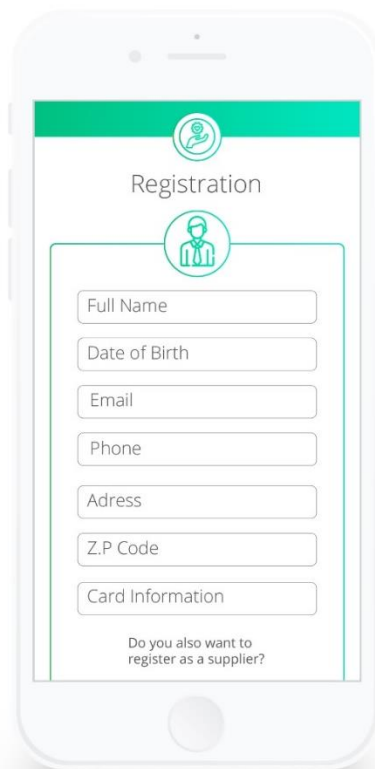 Registration
Full Name
Date of Birth
Email
Phone
Adress
Z.P Code
Card Information
Do you also want to
register as a supplier?